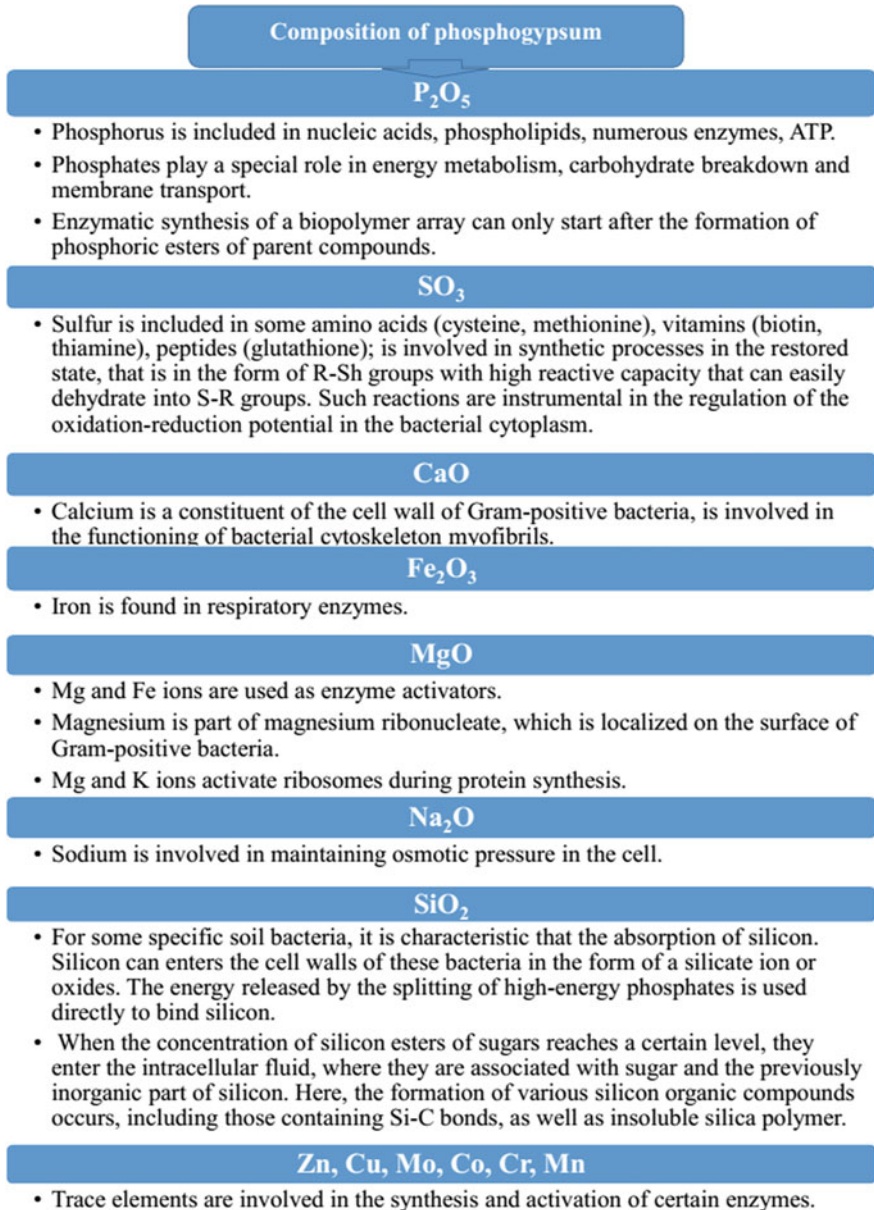 Composition of phosphogypsum
P₂O₅
• Phosphorus is included in nucleic acids, phospholipids, numerous enzymes, ATP.
• Phosphates play a special role in energy metabolism, carbohydrate breakdown and
membrane transport.
• Enzymatic synthesis of a biopolymer array can only start after the formation of
phosphoric esters of parent compounds.
SO₃
• Sulfur is included in some amino acids (cysteine, methionine), vitamins (biotin,
thiamine), peptides (glutathione); is involved in synthetic processes in the restored
state, that is in the form of R-Sh groups with high reactive capacity that can easily
dehydrate into S-R groups. Such reactions are instrumental in the regulation of the
oxidation-reduction potential in the bacterial cytoplasm.
CaO
• Calcium is a constituent of the cell wall of Gram-positive bacteria, is involved in
the functioning of bacterial cytoskeleton myofibrils.
Fe₂O₃
• Iron is found in respiratory enzymes.
MgO
• Mg and Fe ions are used as enzyme activators.
• Magnesium is part of magnesium ribonucleate, which is localized on the surface of
Gram-positive bacteria.
• Mg and K ions activate ribosomes during protein synthesis.
Na₂O
• Sodium is involved in maintaining osmotic pressure in the cell.
SiO₂
• For some specific soil bacteria, it is characteristic that the absorption of silicon.
Silicon can enters the cell walls of these bacteria in the form of a silicate ion or
oxides. The energy released by the splitting of high-energy phosphates is used
directly to bind silicon.
• When the concentration of silicon esters of sugars reaches a certain level, they
enter the intracellular fluid, where they are associated with sugar and the previously
inorganic part of silicon. Here, the formation of various silicon organic compounds
occurs, including those containing Si-C bonds, as well as insoluble silica polymer.
Zn, Cu, Mo, Co, Cr, Mn
• Trace elements are involved in the synthesis and activation of certain enzymes.